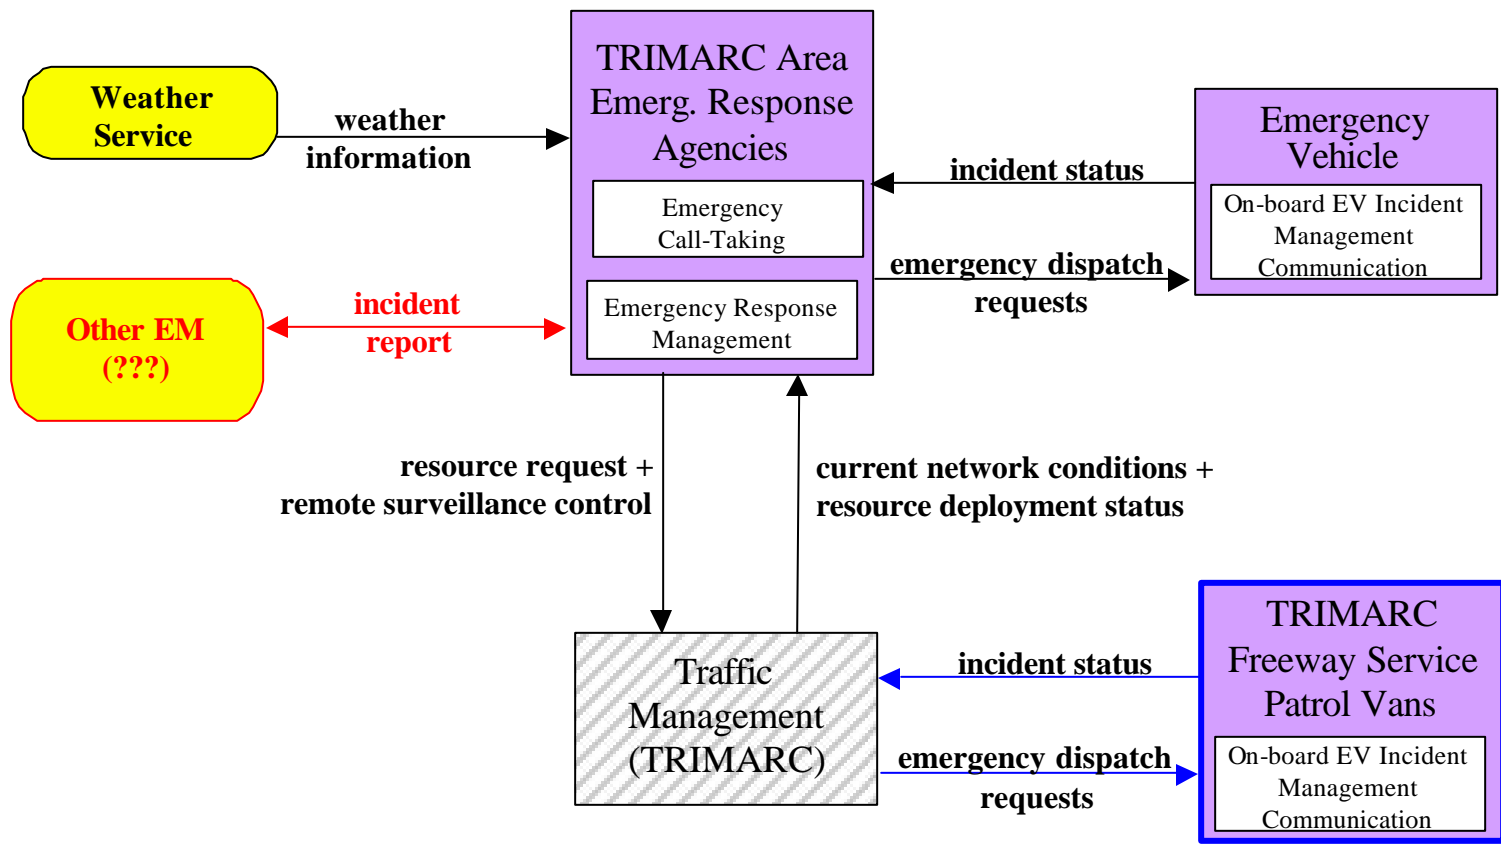 Weather
Service
weather
information
TRIMARC Area
Emerg. Response
Agencies
Emergency
Call-Taking
Emergency Response
Management
incident status
emergency dispatch
requests
Emergency
Vehicle
On-board EV Incident
Management
Communication
Other EM
(???)
incident
report
resource request +
remote surveillance control
current network conditions +
resource deployment status
Traffic
Management
(TRIMARC)
incident status
emergency dispatch
requests
TRIMARC
Freeway Service
Patrol Vans
On-board EV Incident
Management
Communication